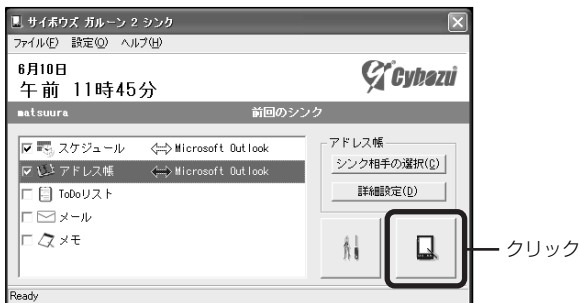 サイボウズ ガルーン 2 シンク
ファイル(F) 設定(O) ヘルプ(H)
6月10日
午前 11時45分
Cybozu
matsuura 前回のシンク
スケジュール Microsoft Outlook
アドレス帳 Microsoft Outlook
ToDoリスト
メール
メモ
アドレス帳
シンク相手の選択(C)
詳細設定(D)
クリック
Ready